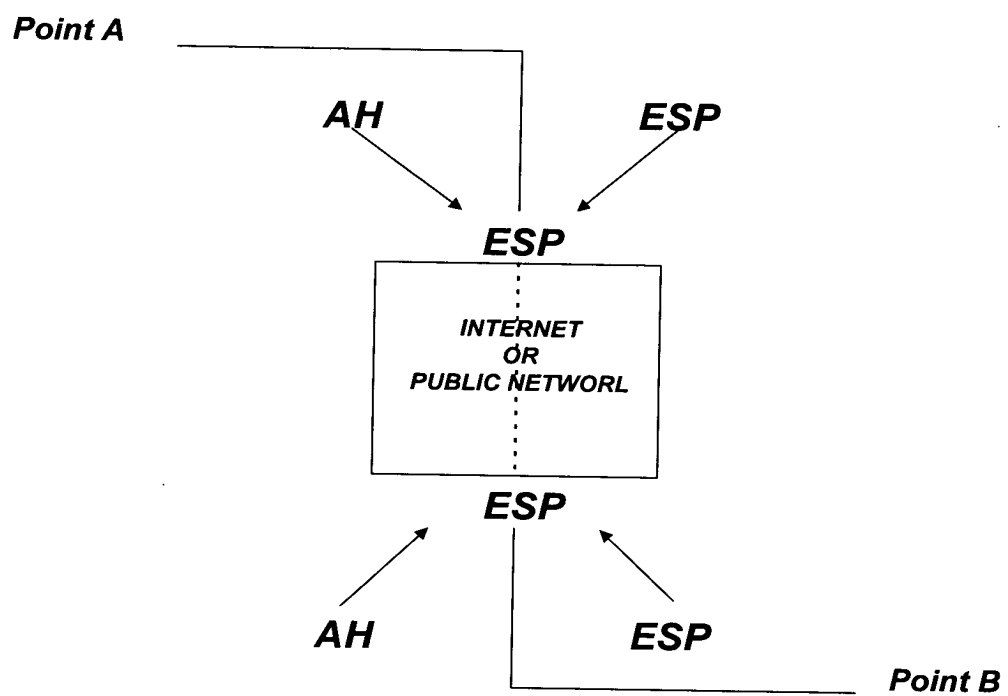 Point A
AH
ESP
ESP
INTERNET
OR
PUBLIC NETWORL
ESP
AH
ESP
Point B